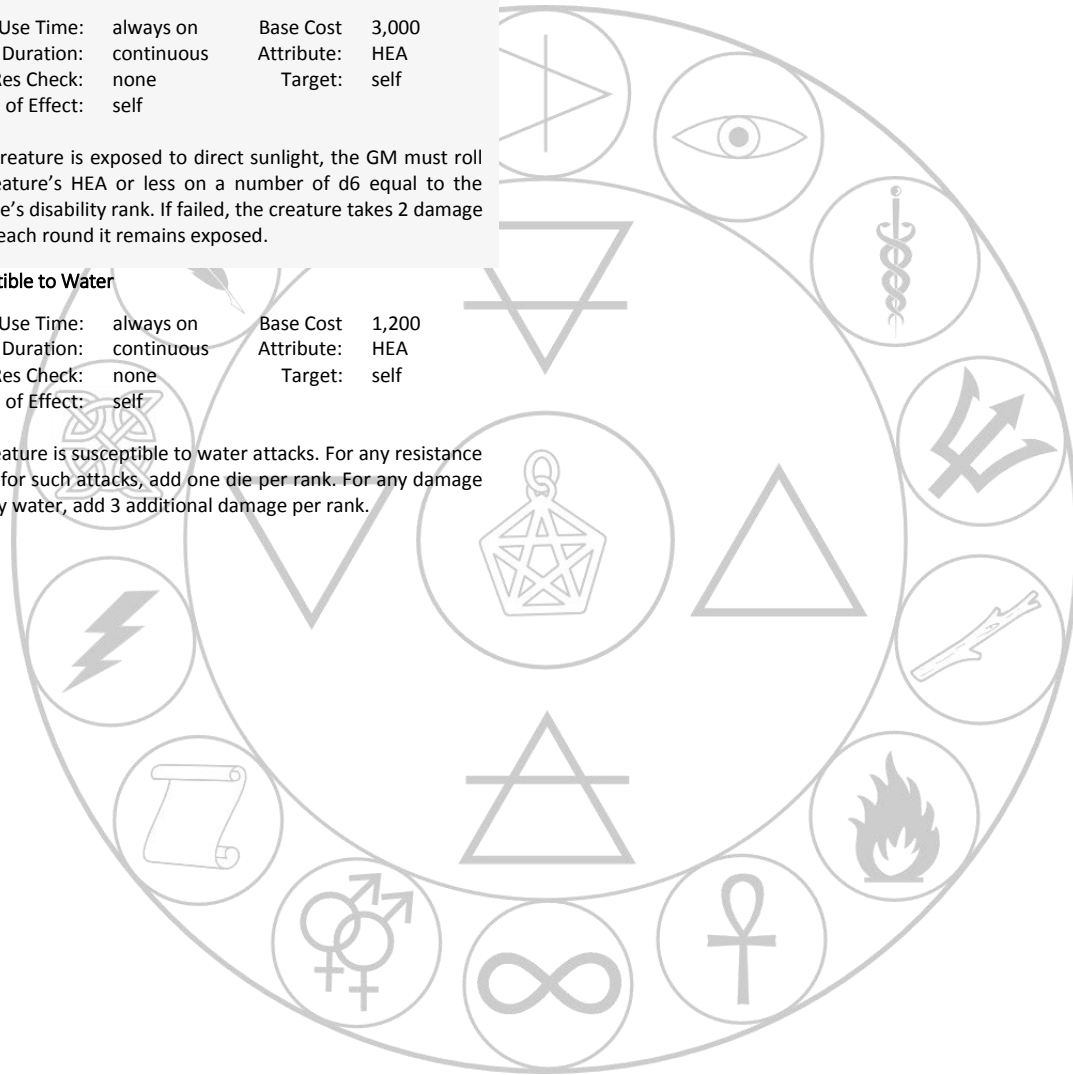 Use Time: always on Base Cost 3,000
Duration: continuous Attribute: HEA
Res Check: none Target: self
of Effect: self
reature is exposed to direct sunlight, the GM must roll
eature's HEA or less on a number of d6 equal to the
e's disability rank. If failed, the creature takes 2 damage
each round it remains exposed.
tible to Water
Use Time: always on Base Cost 1,200
Duration: continuous Attribute: HEA
Res Check: none Target: self
of Effect: self
eature is susceptible to water attacks. For any resistance
for such attacks, add one die per rank. For any damage
y water, add 3 additional damage per rank.